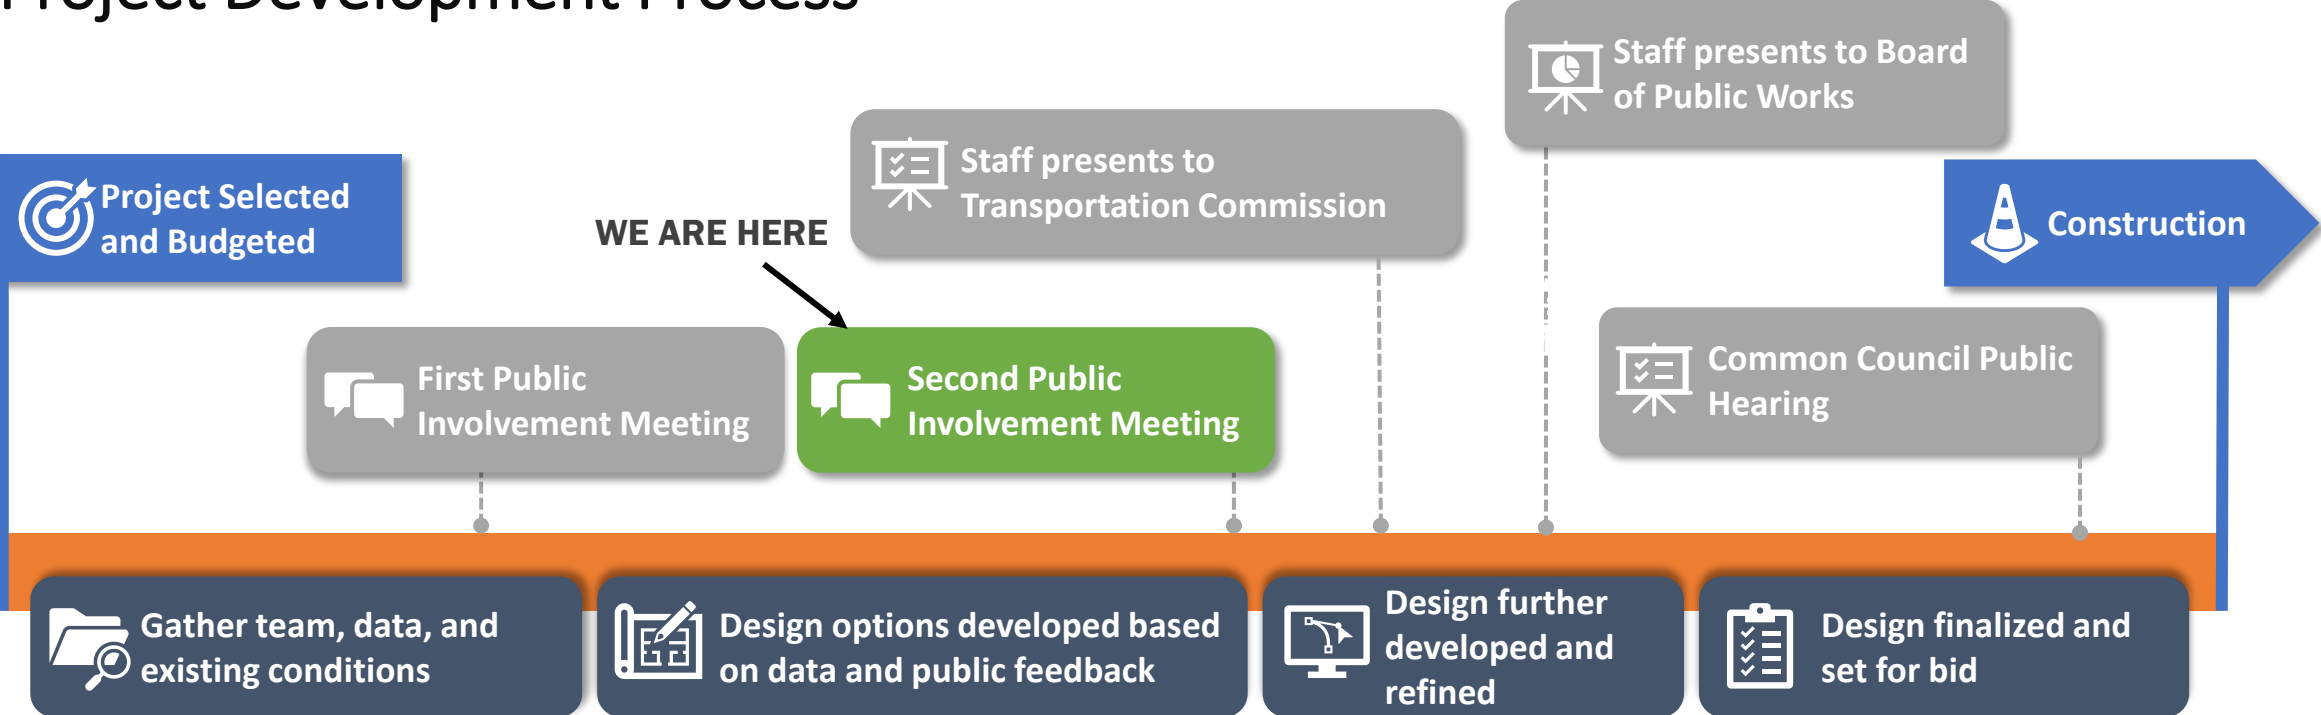 Project Development Process
Staff presents to Board
of Public Works
Staff presents to
Transportation Commission
Project Selected
and Budgeted
WE ARE HERE
Construction
First Public
Involvement Meeting
Second Public
Involvement Meeting
Common Council Public
Hearing
Gather team, data, and
existing conditions
Design options developed based
on data and public feedback
Design further
developed and
refined
Design finalized and
set for bid